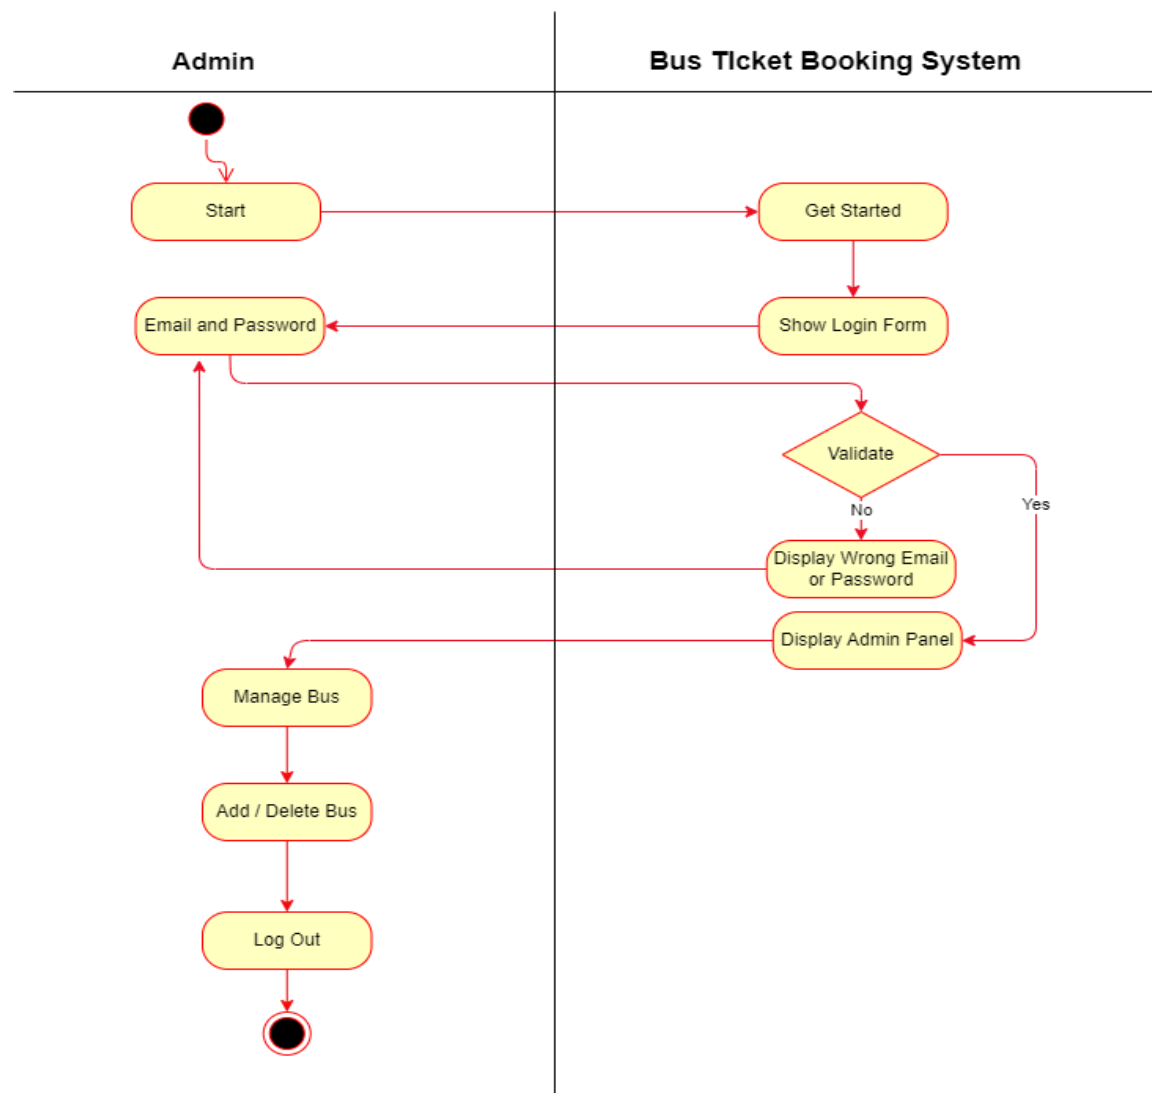 Admin
Bus TIcket Booking System
Start
Get Started
Email and Password
Show Login Form
Validate
No
Yes
Display Wrong Email
or Password
Display Admin Panel
Manage Bus
Add / Delete Bus
Log Out